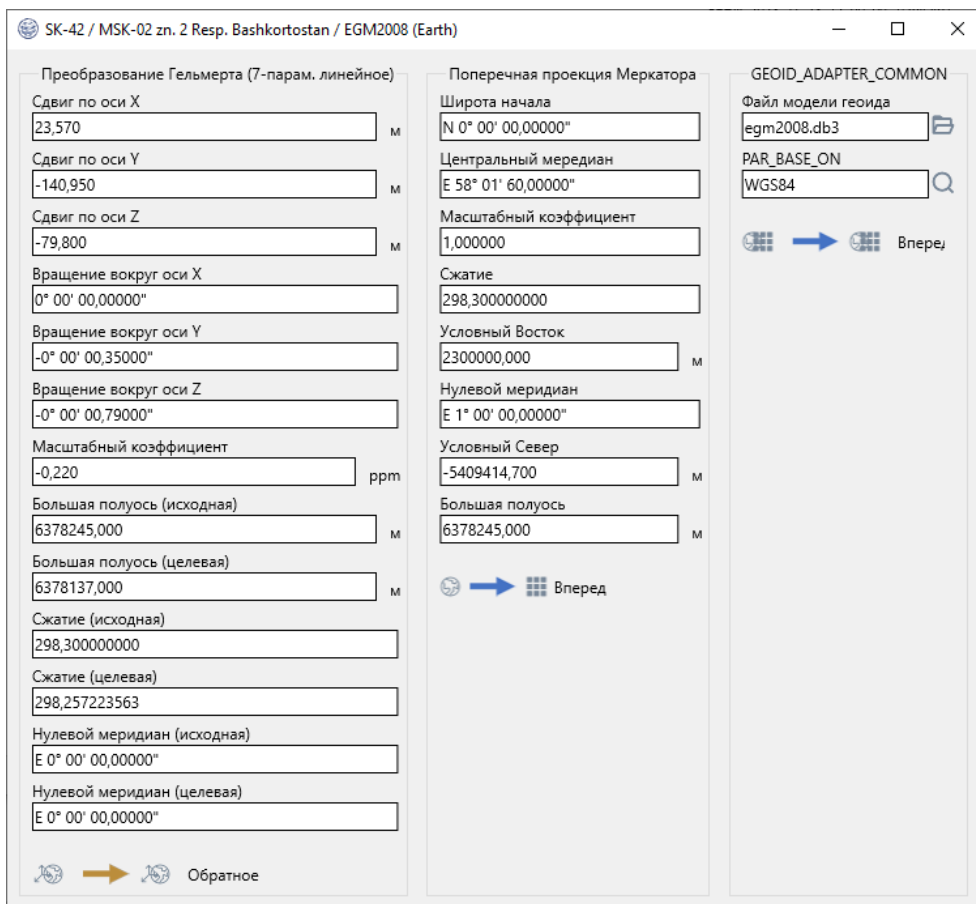 SK-42 / MSK-02 zn. 2 Resp. Bashkortostan / EGM2008 (Earth)
Преобразование Гельмерта (7-парам. линейное)
Сдвиг по оси X
23,570
м
Сдвиг по оси Y
-140,950
м
Сдвиг по оси Z
-79,800
м
Вращение вокруг оси X
0° 00' 00,00000"
Вращение вокруг оси Y
-0° 00' 00,35000"
Вращение вокруг оси Z
-0° 00' 00,79000"
Масштабный коэффициент
-0,220
ppm
Большая полуось (исходная)
6378245,000
м
Большая полуось (целевая)
6378137,000
м
Сжатие (исходная)
298,300000000
Сжатие (целевая)
298,257223563
Нулевой меридиан (исходная)
E 0° 00' 00,00000"
Нулевой меридиан (целевая)
E 0° 00' 00,00000"
Обратное
Поперечная проекция Меркатора
Широта начала
N 0° 00' 00,00000"
Центральный мередиан
E 58° 01' 60,00000"
Масштабный коэффициент
1,000000
Сжатие
298,300000000
Условный Восток
2300000,000
м
Нулевой меридиан
E 1° 00' 00,00000"
Условный Север
-5409414,700
м
Большая полуось
6378245,000
м
Вперед
GEOID_ADAPTER_COMMON
Файл модели геоида
egm2008.db3
PAR_BASE_ON
WGS84
Вперед